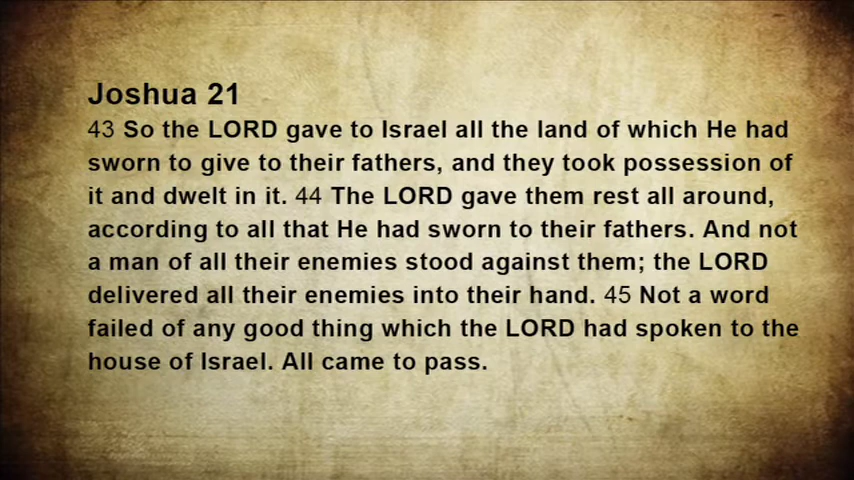 Joshua 21
43 So the LORD gave to Israel all the land of which He had
sworn to give to their fathers, and they took possession of
it and dwelt in it. 44 The LORD gave them rest all around,
according to all that He had sworn to their fathers. And not
a man of all their enemies stood against them; the LORD
delivered all their enemies into their hand. 45 Not a word
failed of any good thing which the LORD had spoken to the
house of Israel. All came to pass.